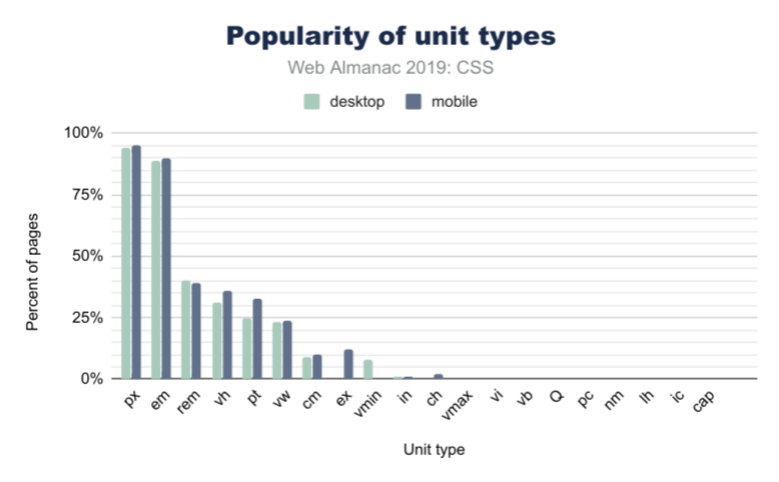 Popularity of unit types
Web Almanac 2019: CSS
desktop mobile
100%
75%
50%
25%
0%
Percent of pages
px em rem vh pt vw cm ex vmin in ch vmax vi vb Q pc nm lh ic cap
Unit type